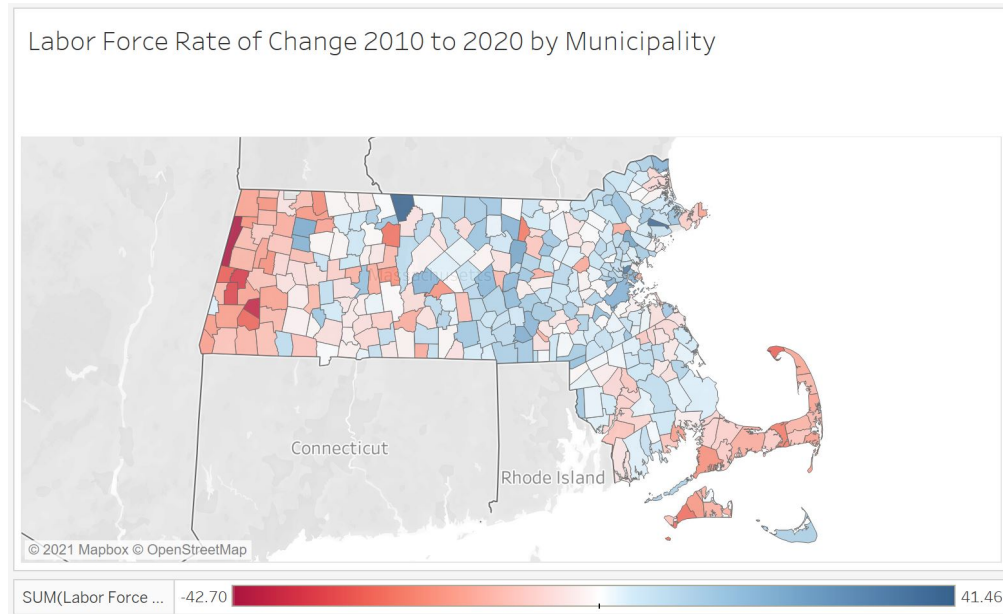 Labor Force Rate of Change 2010 to 2020 by Municipality
Massachusetts
Connecticut
Rhode Island
© 2021 Mapbox © OpenStreetMap
SUM(Labor Force ... -42.70 41.46